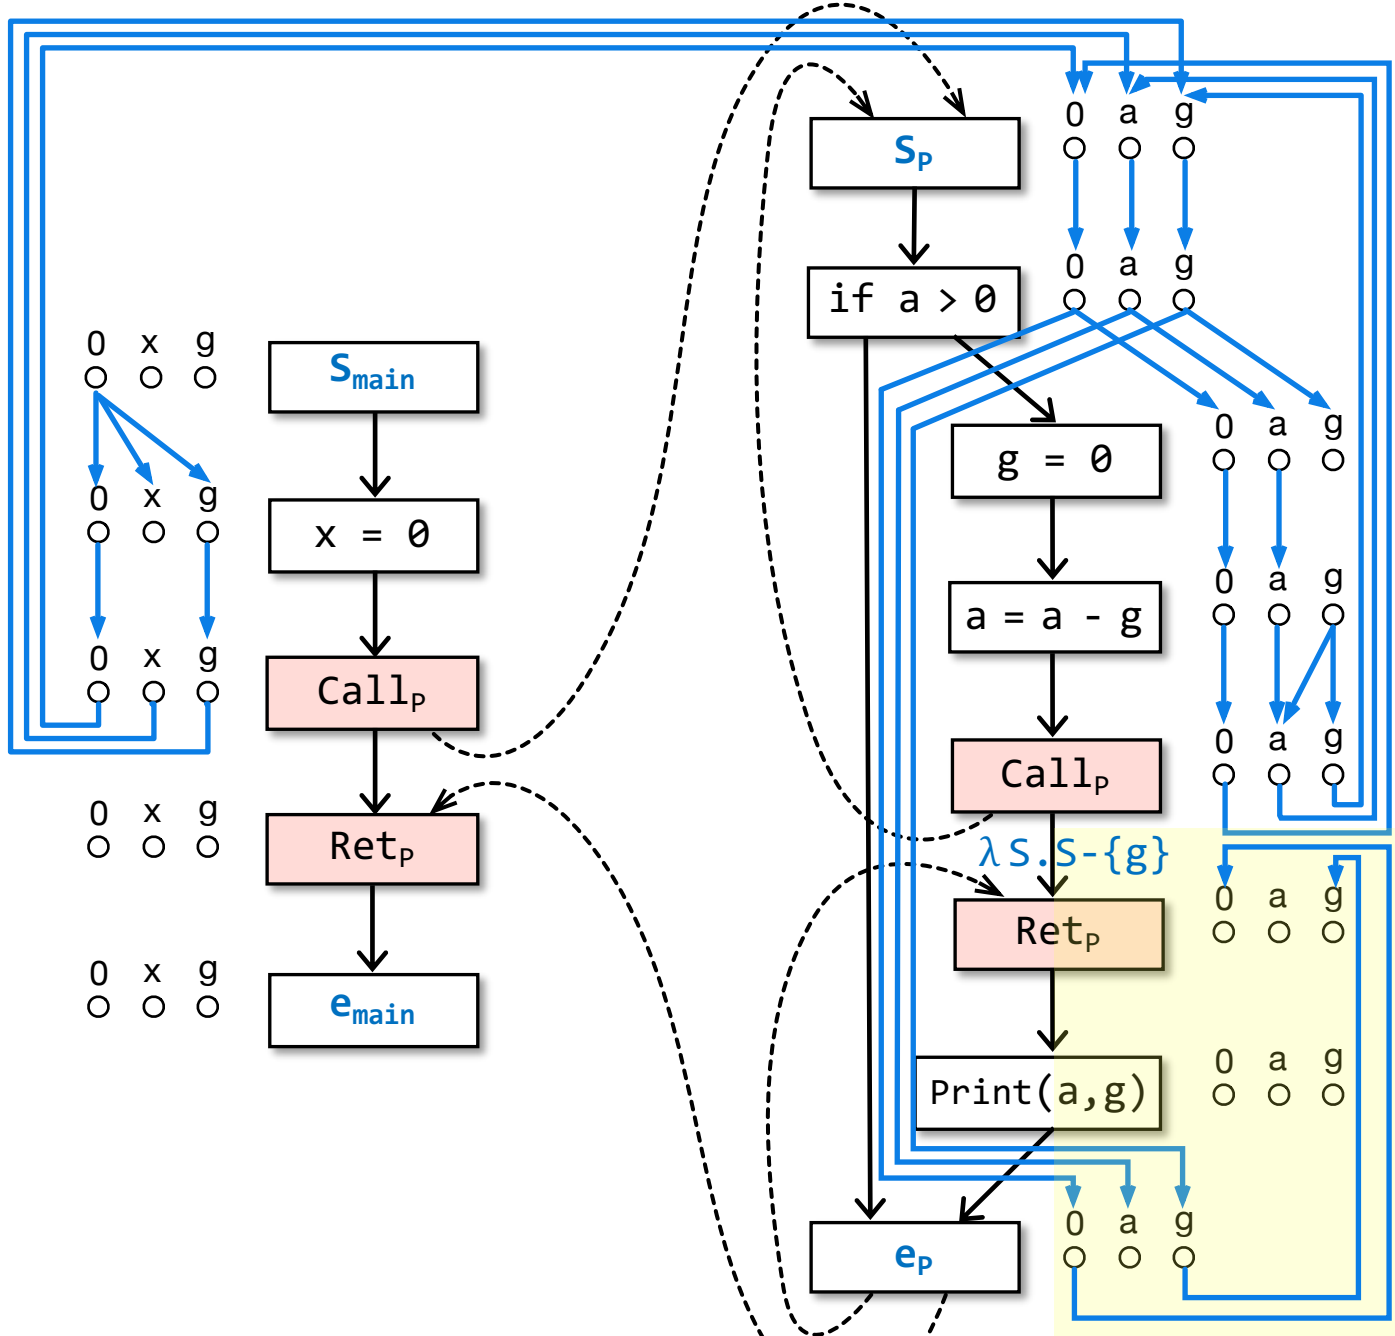 0 a g
S_P
0 a g
if a > 0
0 x g
S_main
0 a g
g = 0
0 x g
x = 0
0 a g
a = a - g
0 x g
Call_P
0 a g
Call_P
0 x g
Ret_P
λ S.S-{g}
0 a g
Ret_P
0 x g
e_main
0 a g
Print(a,g)
0 a g
e_P